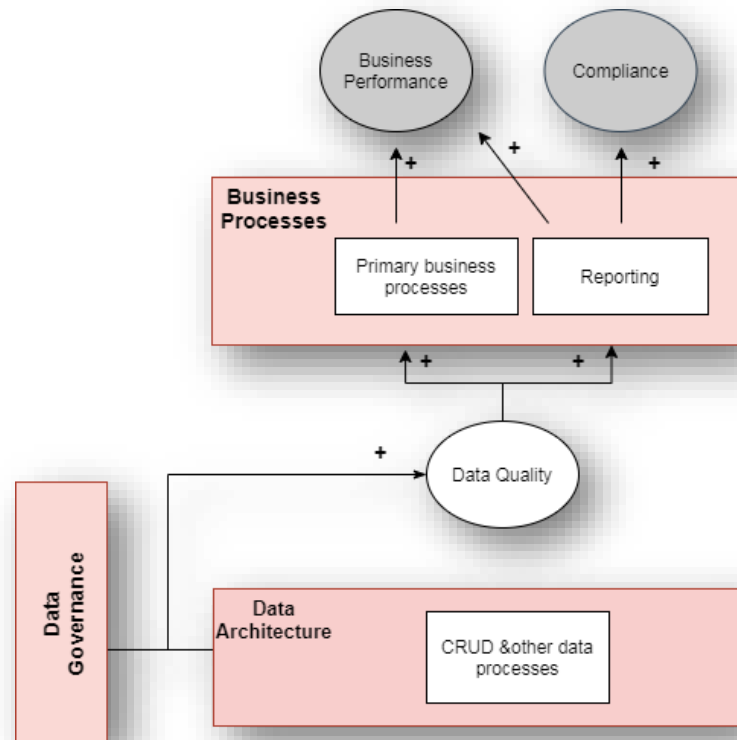 Business
Performance
Compliance
+
+
+
Business
Processes
Primary business
processes
Reporting
+
+
Data Quality
+
Data
Governance
Data
Architecture
CRUD &other data
processes